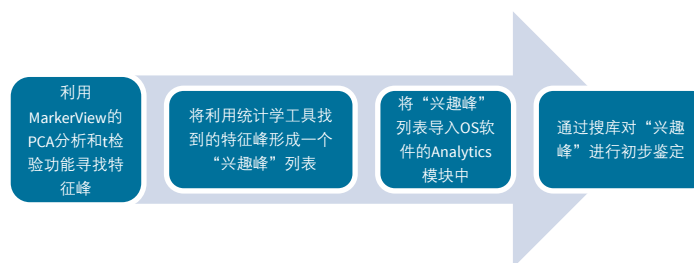 利用
MarkerView的
PCA分析和t检
验功能寻找特
征峰
将利用统计学工具找
到的特征峰形成一个
“兴趣峰”列表
将“兴趣峰”
列表导入OS软
件的Analytics
模块中
通过搜库对“兴趣
峰”进行初步鉴定